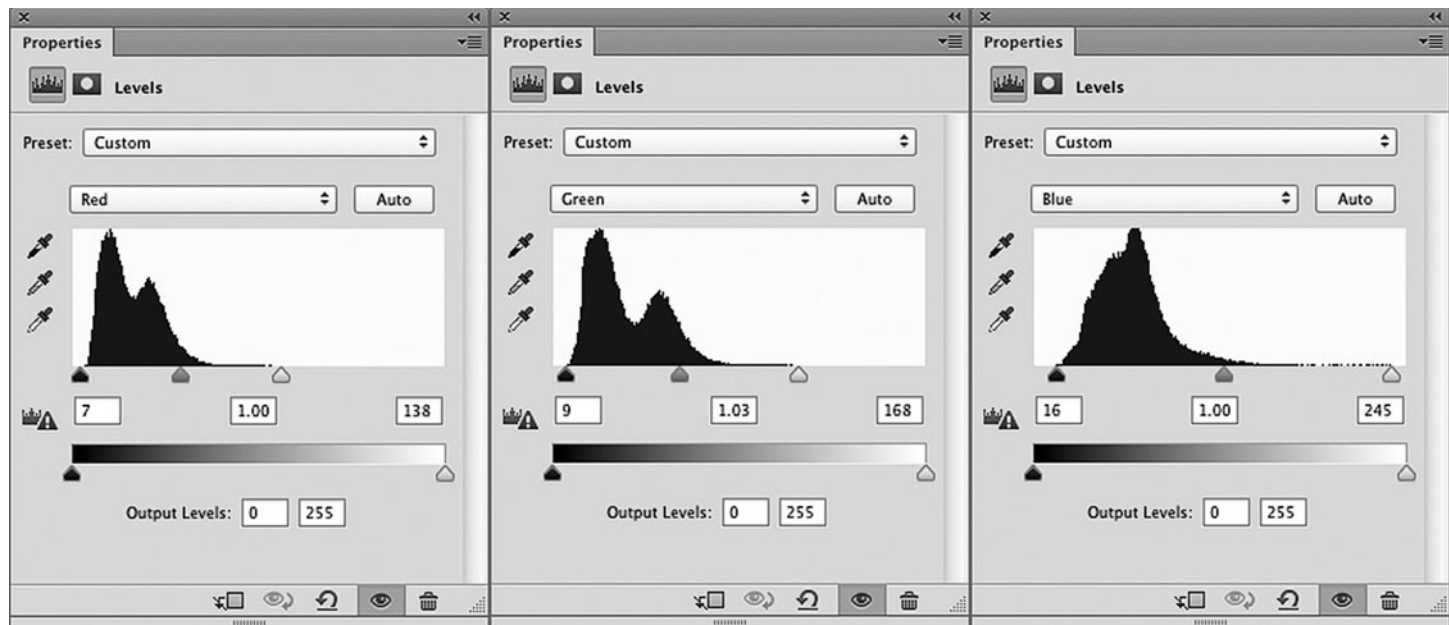 Properties
Levels
Preset: Custom
Red Auto
7 1.00 138
Output Levels: 0 255
Properties
Levels
Preset: Custom
Green Auto
9 1.03 168
Output Levels: 0 255
Properties
Levels
Preset: Custom
Blue Auto
16 1.00 245
Output Levels: 0 255